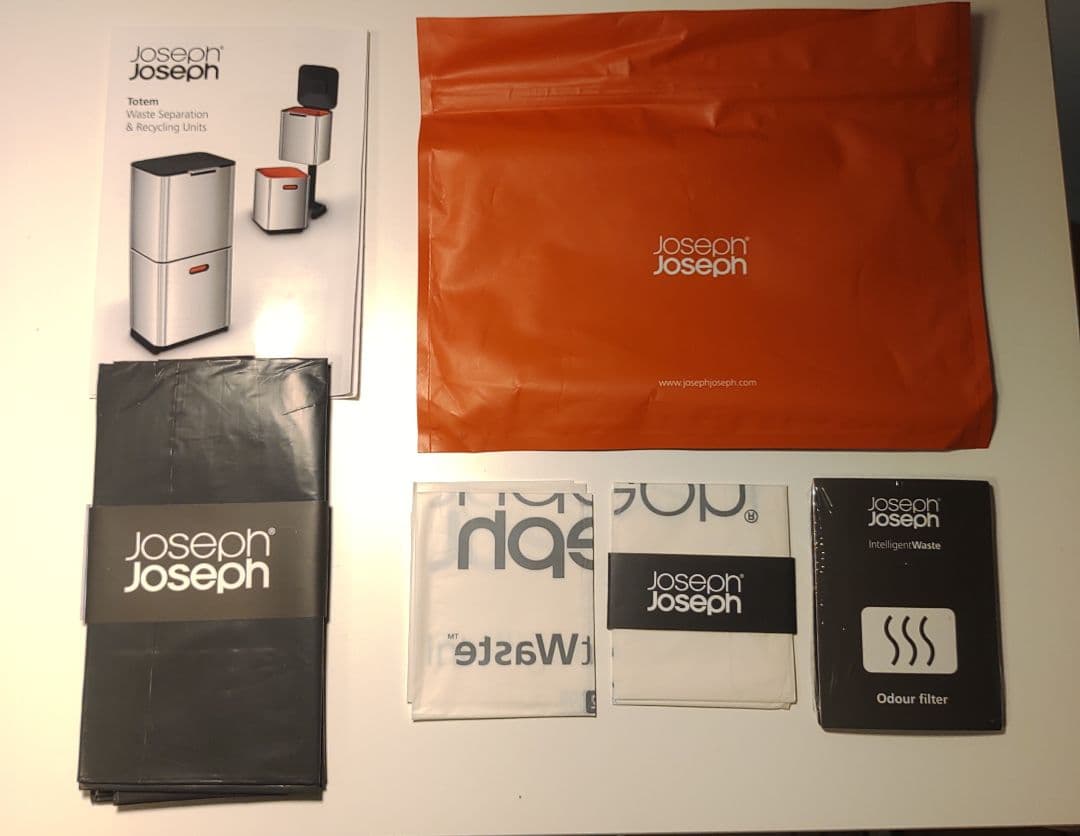 Joseph®
Joseph
Totem
Waste Separation
& Recycling Units
Joseph®
Joseph
www.josephjoseph.com
Joseph®
Joseph
Waste™
Joseph®
Joseph
Joseph®
Joseph
IntelligentWaste
Odour filter